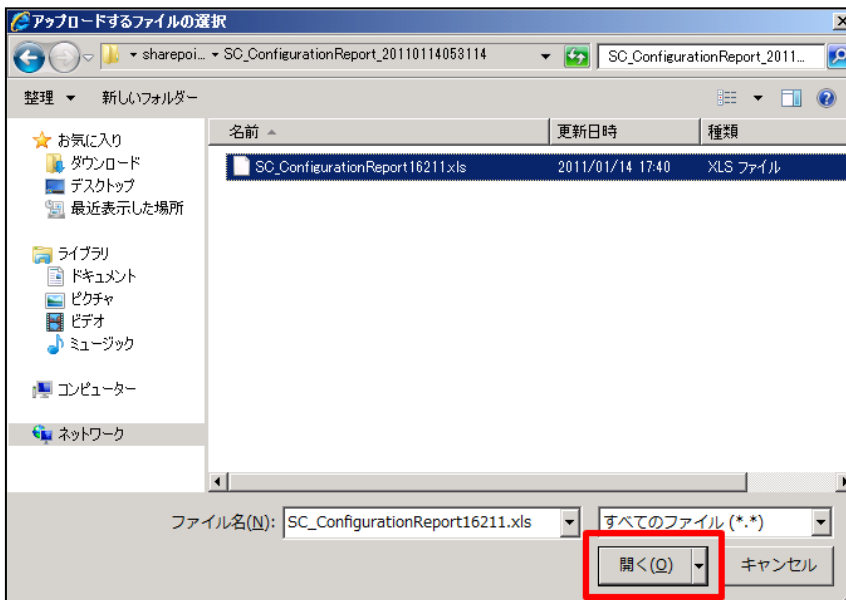 アップロードするファイルの選択
sharepoi... SC_ConfigurationReport_20110114053114 SC_ConfigurationReport_2011...
整理 新しいフォルダー
名前 更新日時 種類
SC_ConfigurationReport16211.xls 2011/01/14 17:40 XLS ファイル
お気に入り
ダウンロード
デスクトップ
最近表示した場所
ライブラリ
ドキュメント
ピクチャ
ビデオ
ミュージック
コンピューター
ネットワーク
ファイル名(N): SC_ConfigurationReport16211.xls すべてのファイル (*.*)
開く(O) キャンセル